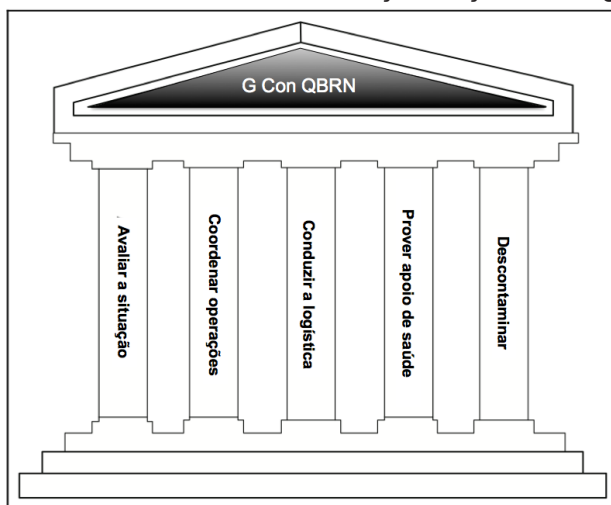 G Con QBRN
Avaliar a situação
Coordenar operações
Conduzir a logística
Prover apoio de saúde
Descontaminar